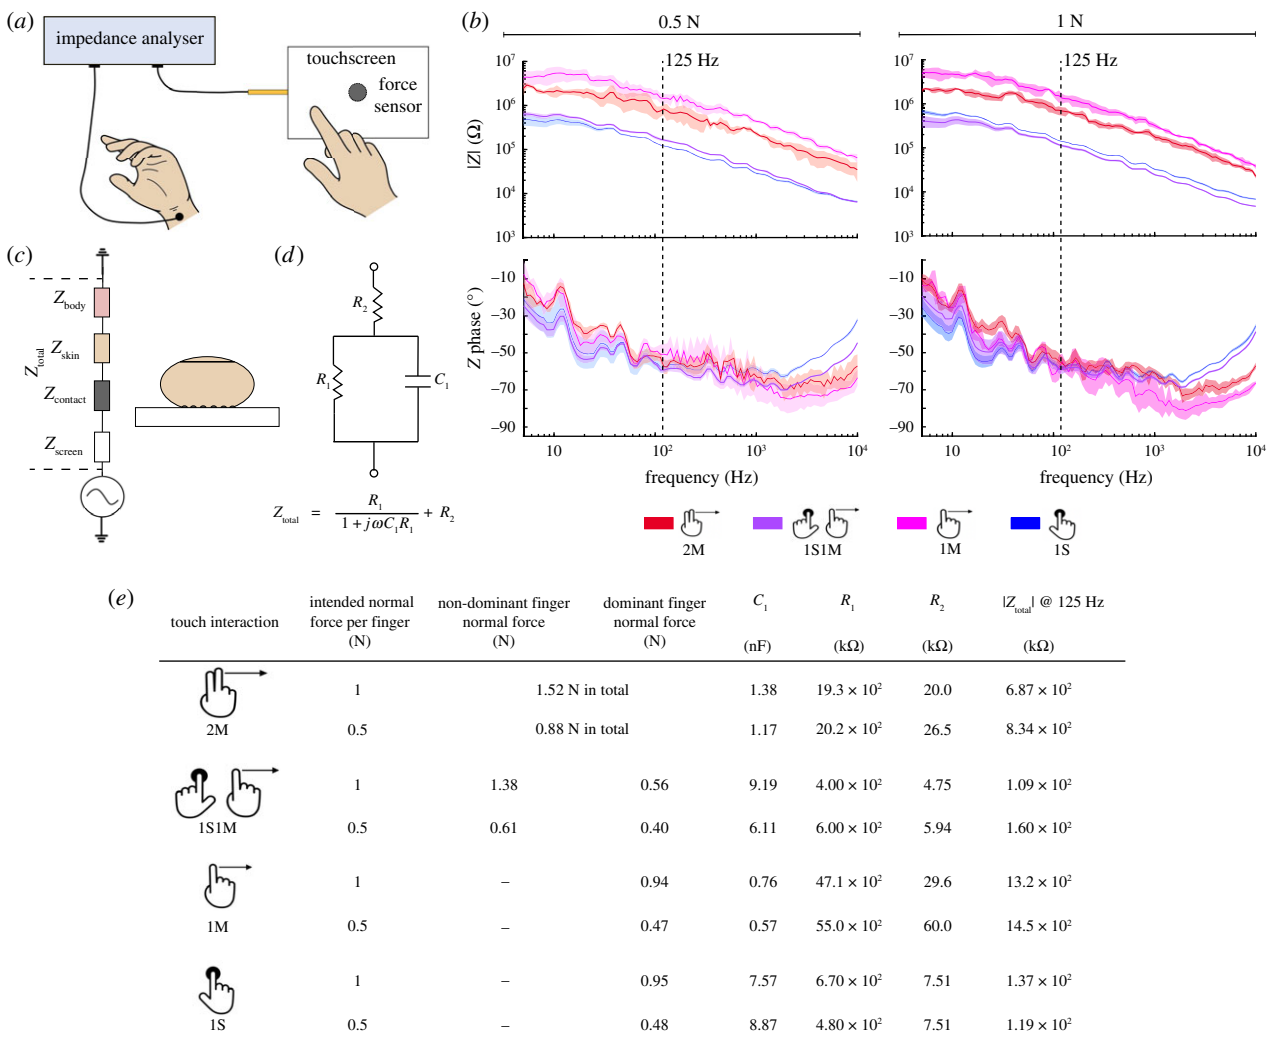 (a)
impedance analyser
touchscreen
force
sensor
(b)
0.5 N
1 N
125 Hz
125 Hz
10⁷
10⁶
10⁵
10⁴
10³
|Z| (Ω)
10⁷
10⁶
10⁵
10⁴
10³
–10
–30
–50
–70
–90
Z phase (°)
–10
–30
–50
–70
–90
10
10²
10³
10⁴
frequency (Hz)
10
10²
10³
10⁴
frequency (Hz)
2M
1S1M
1M
1S
(c)
Z_total
Z_body
Z_skin
Z_contact
Z_screen
(d)
R₂
R₁
C₁
Z_total = R₁ / (1 + jωC₁R₁) + R₂
(e)
touch interaction
intended normal
force per finger
(N)
non-dominant finger
normal force
(N)
dominant finger
normal force
(N)
C₁
(nF)
R₁
(kΩ)
R₂
(kΩ)
|Z_total| @ 125 Hz
(kΩ)
1 1.52 N in total 1.38 19.3 × 10² 20.0 6.87 × 10²
2M 0.5 0.88 N in total 1.17 20.2 × 10² 26.5 8.34 × 10²
1 1.38 0.56 9.19 4.00 × 10² 4.75 1.09 × 10²
1S1M 0.5 0.61 0.40 6.11 6.00 × 10² 5.94 1.60 × 10²
1 – 0.94 0.76 47.1 × 10² 29.6 13.2 × 10²
1M 0.5 – 0.47 0.57 55.0 × 10² 60.0 14.5 × 10²
1 – 0.95 7.57 6.70 × 10² 7.51 1.37 × 10²
1S 0.5 – 0.48 8.87 4.80 × 10² 7.51 1.19 × 10²